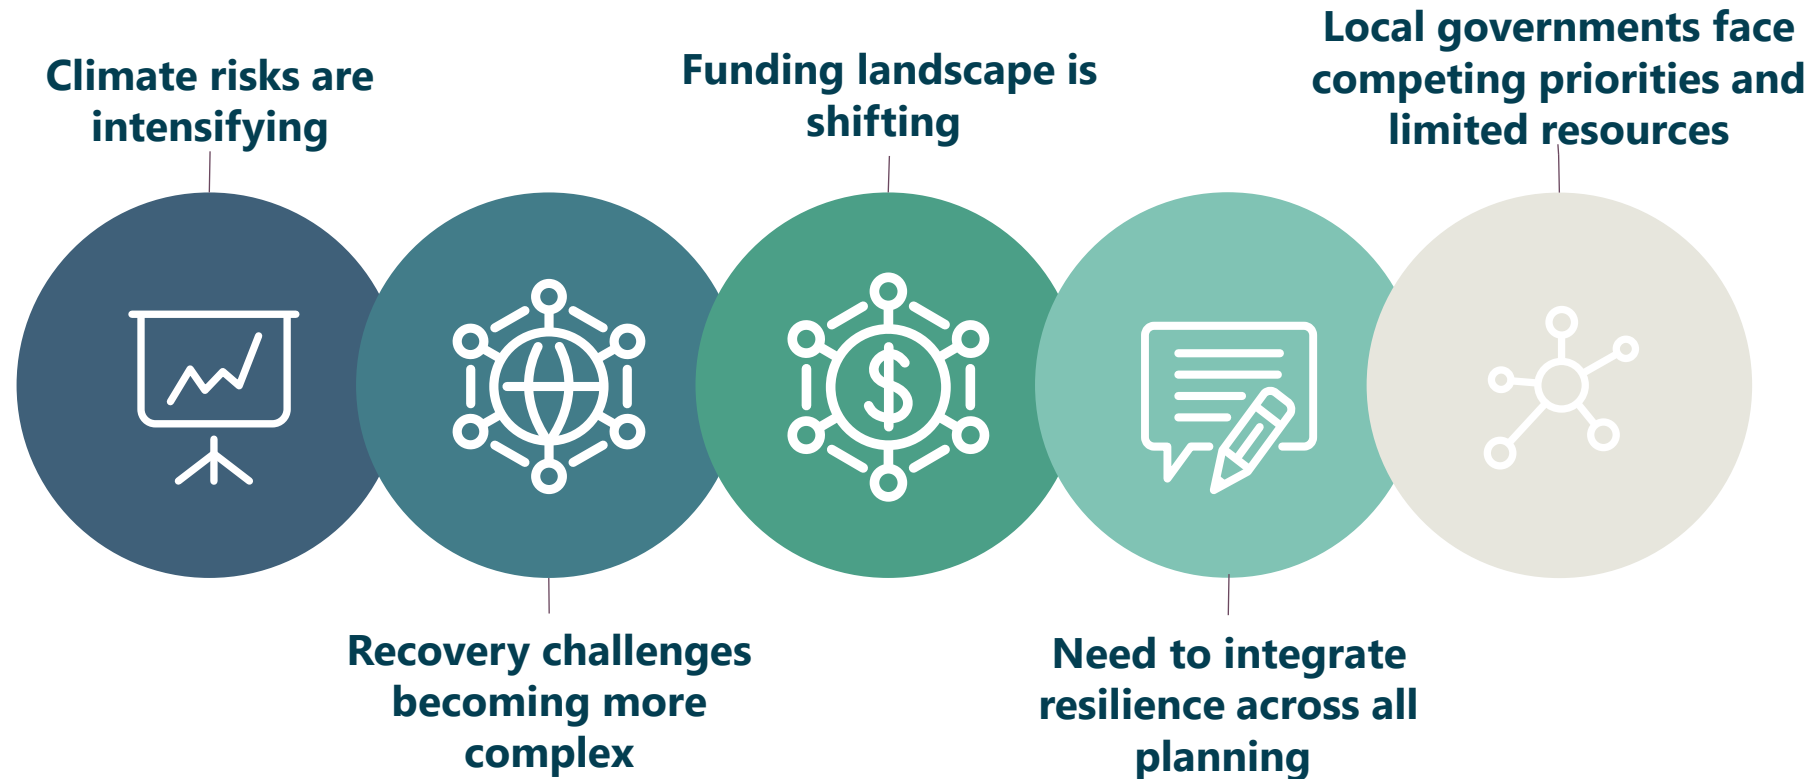 Climate risks are
intensifying
Recovery challenges
becoming more
complex
Funding landscape is
shifting
$
Need to integrate
resilience across all
planning
Local governments face
competing priorities and
limited resources